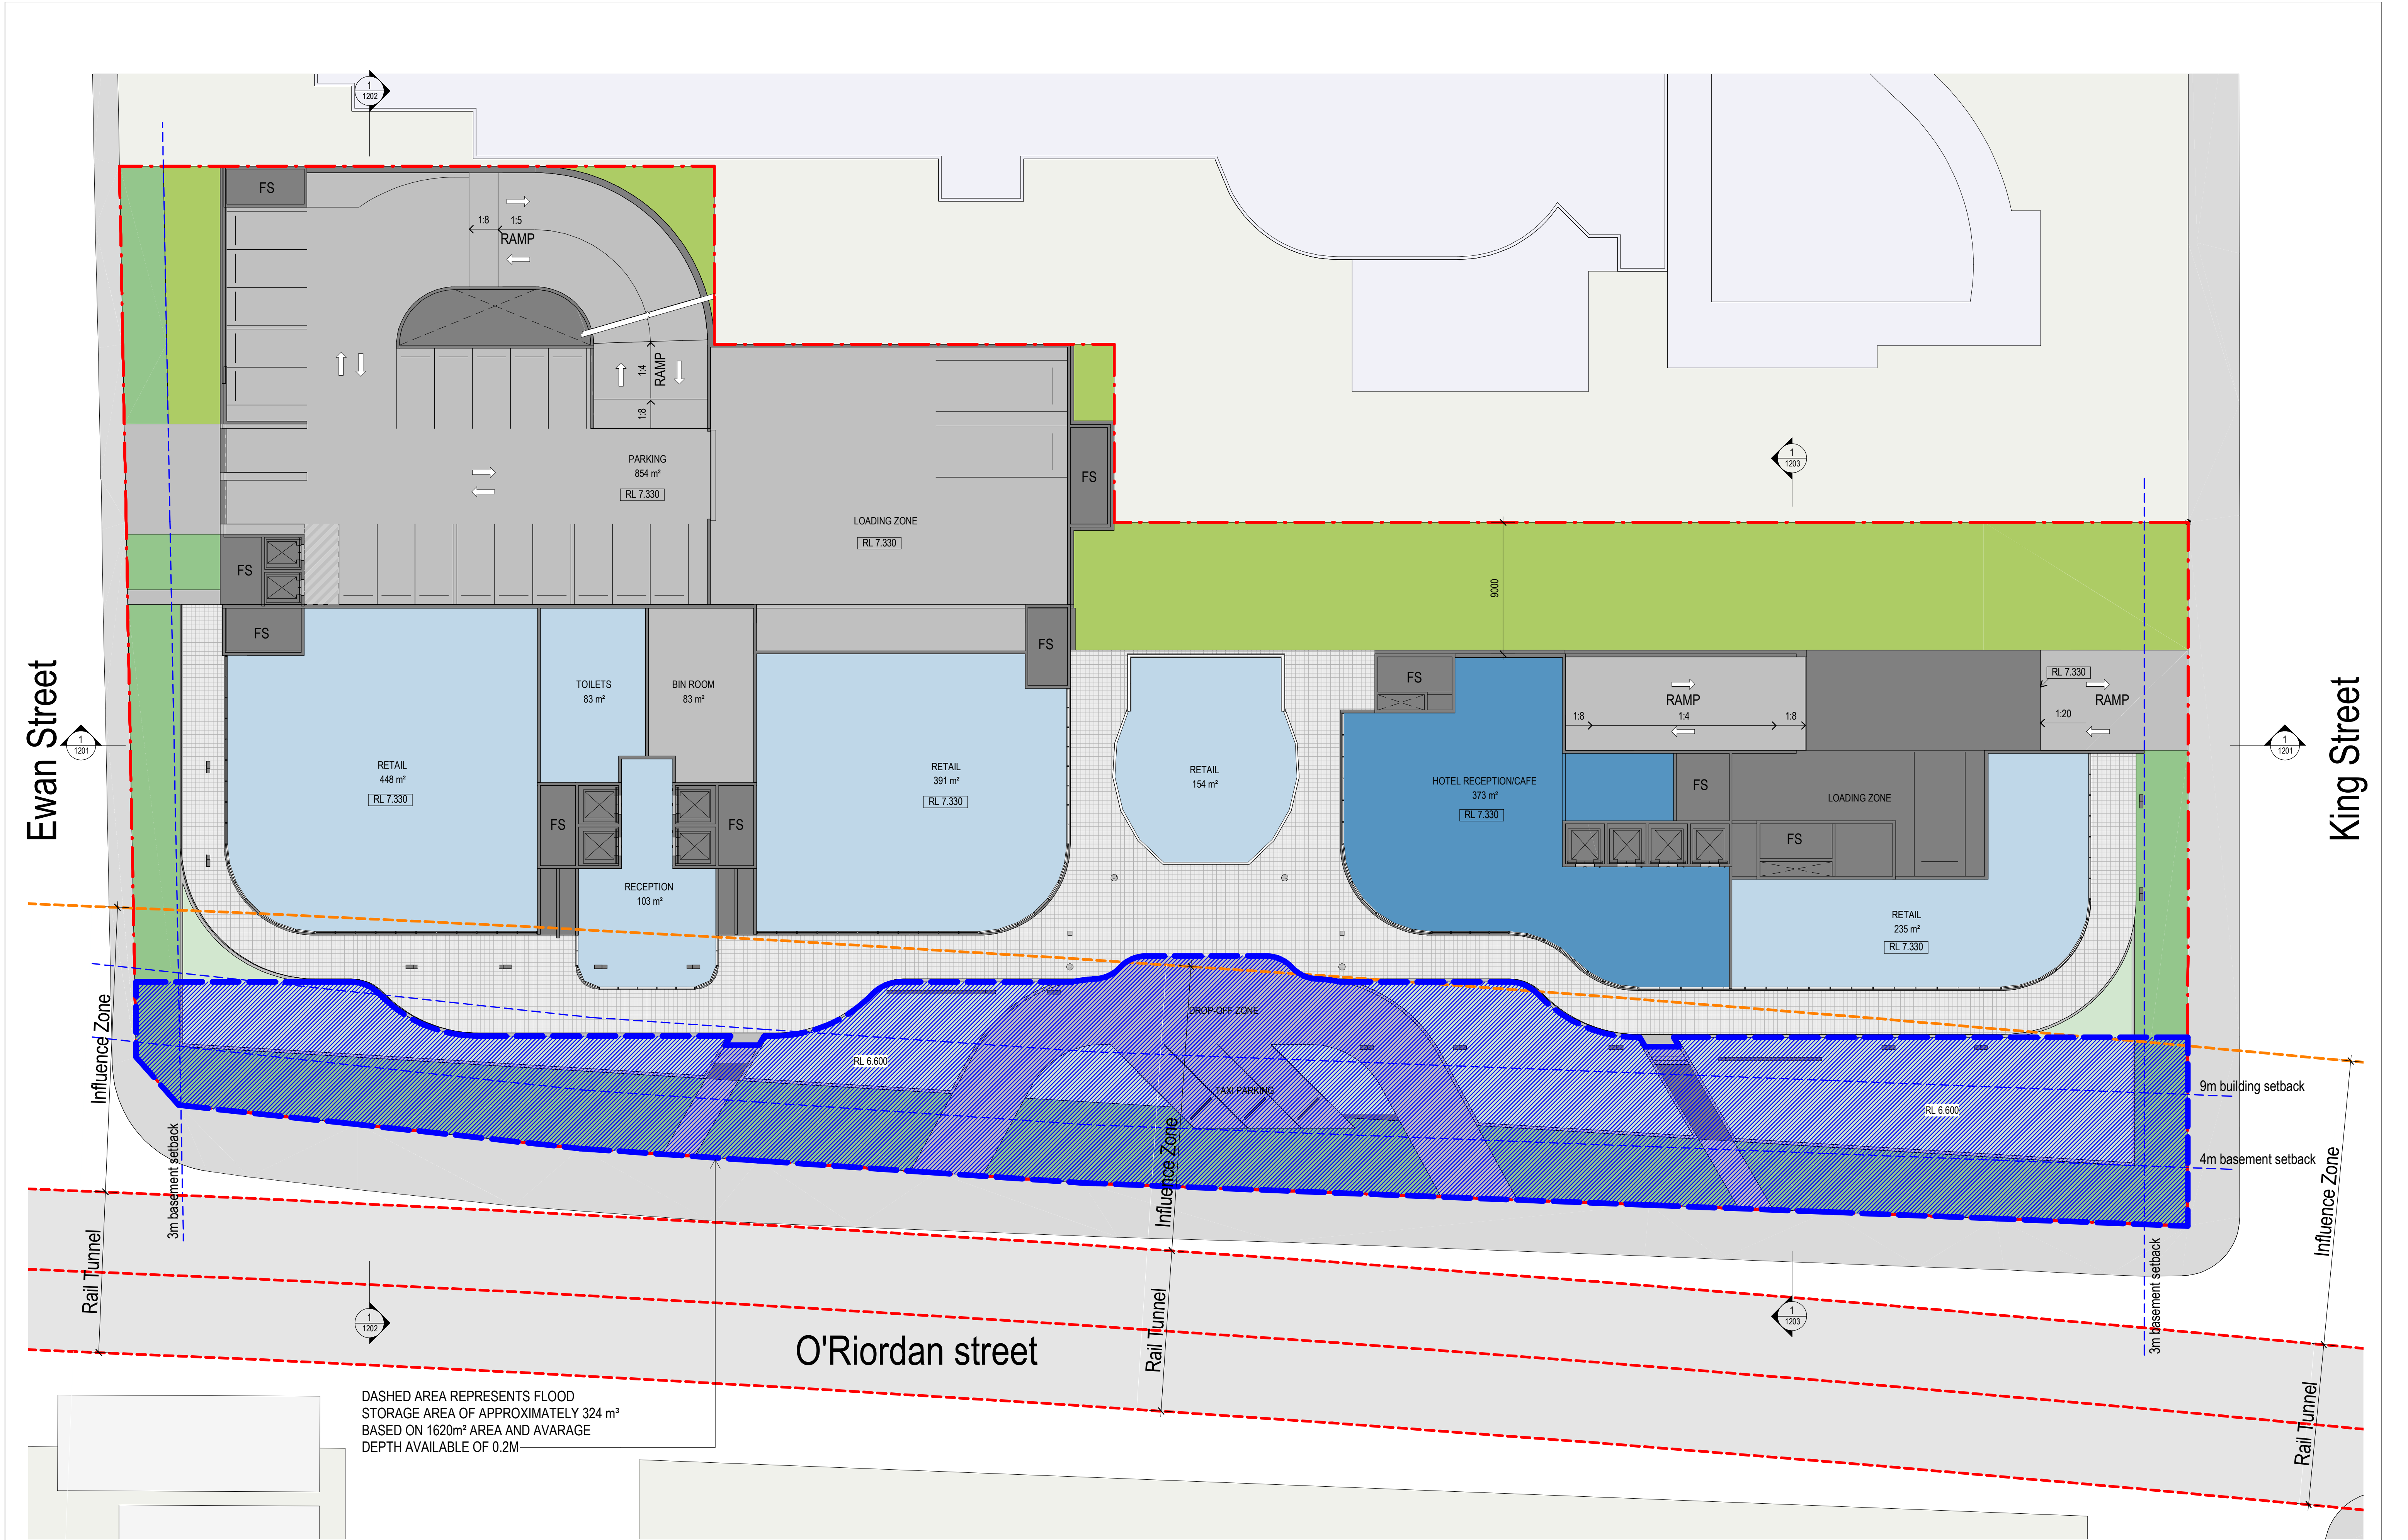 1
1202
FS
1:8
1:5
RAMP
1:4
RAMP
1:8
PARKING
854 m²
RL 7.330
LOADING ZONE
RL 7.330
FS
1
1203
9000
FS
FS
FS
TOILETS
83 m²
BIN ROOM
83 m²
RETAIL
448 m²
RL 7.330
RETAIL
391 m²
RL 7.330
RETAIL
154 m²
FS
FS
FS
RECEPTION
103 m²
HOTEL RECEPTION/CAFE
373 m²
RL 7.330
RAMP
1:8
1:4
1:8
RL 7.330
RAMP
1:20
FS
LOADING ZONE
FS
RETAIL
235 m²
RL 7.330
Ewan Street
1
1201
King Street
1
1201
DROP-OFF ZONE
TAXI PARKING
RL 6.600
RL 6.600
Influence Zone
Influence Zone
Influence Zone
9m building setback
4m basement setback
3m basement setback
3m basement setback
Rail Tunnel
Rail Tunnel
Rail Tunnel
1
1202
1
1203
O'Riordan street
DASHED AREA REPRESENTS FLOOD
STORAGE AREA OF APPROXIMATELY 324 m³
BASED ON 1620m² AREA AND AVARAGE
DEPTH AVAILABLE OF 0.2M